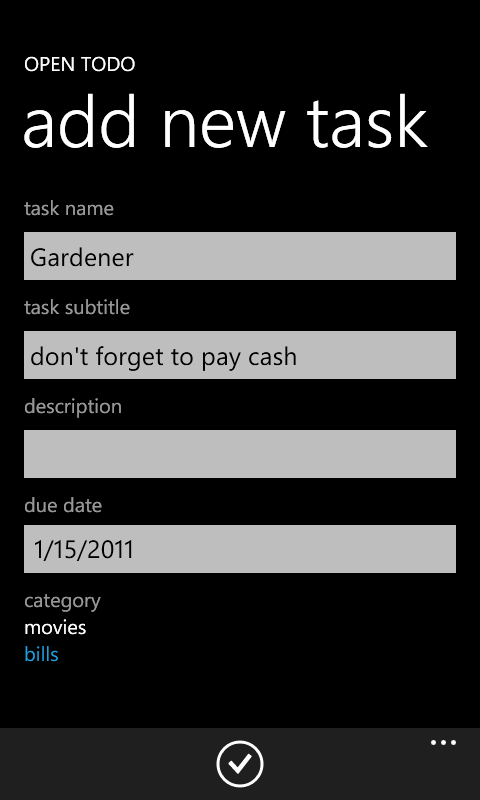 OPEN TODO
add new task
task name
Gardener
task subtitle
don't forget to pay cash
description
due date
1/15/2011
category
movies
bills